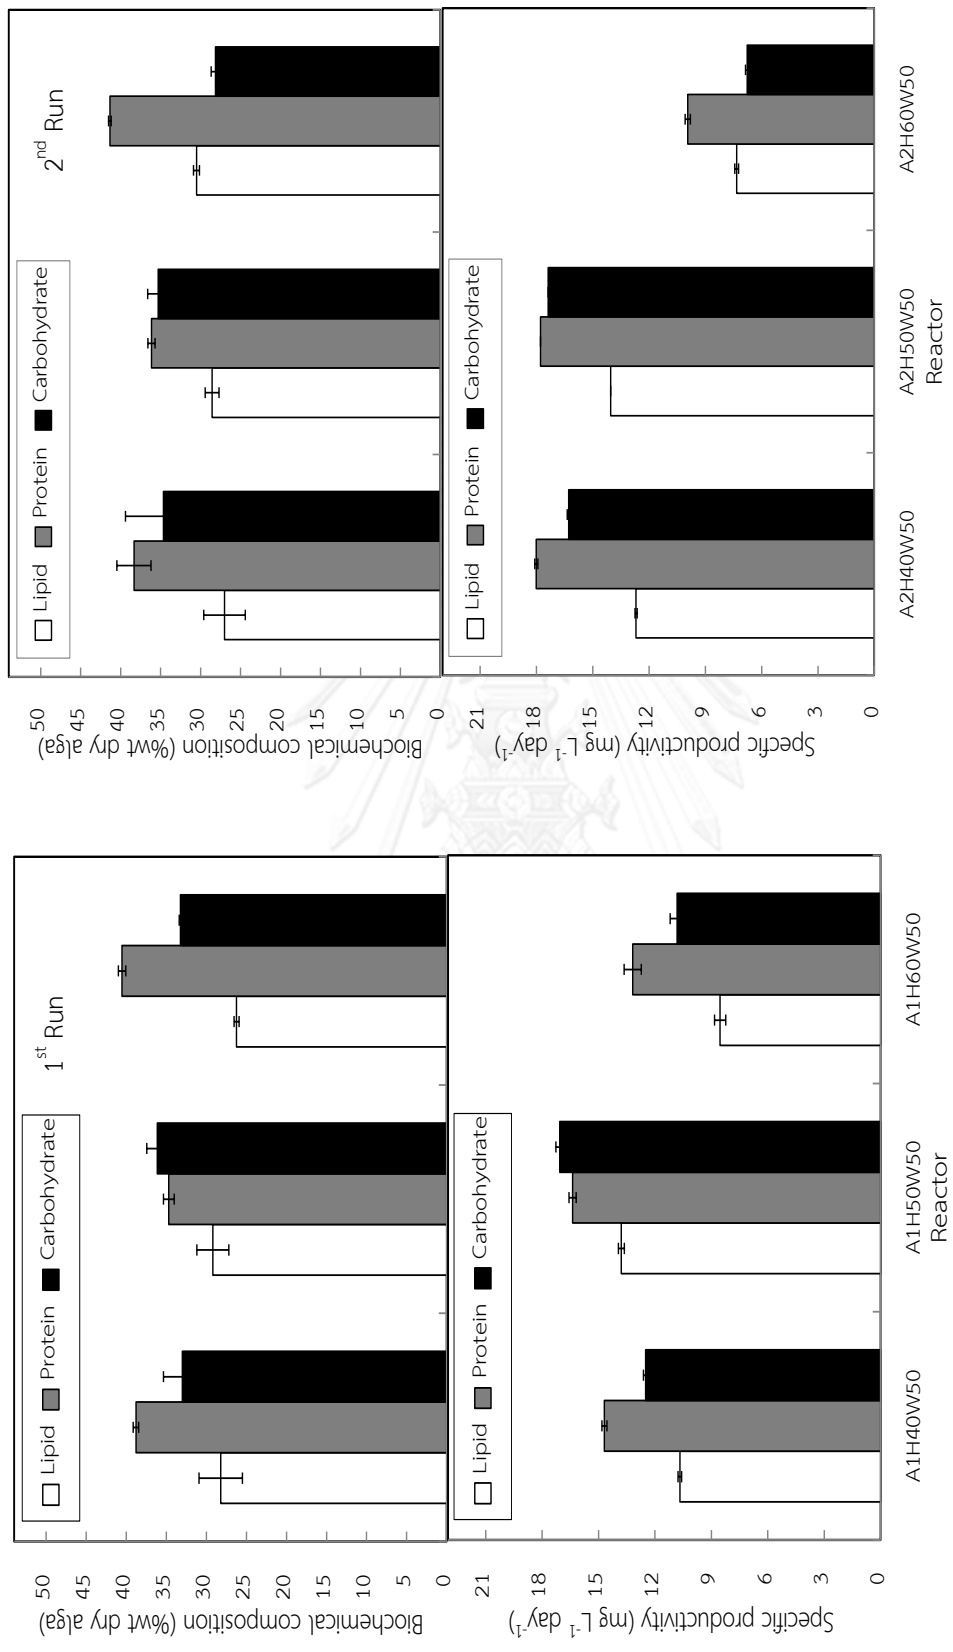 1st Run
Lipid Protein Carbohydrate
Biochemical composition (%wt dry alga)
50
45
40
35
30
25
20
15
10
5
0
Lipid Protein Carbohydrate
Specfic productivity (mg L-1 day-1)
21
18
15
12
9
6
3
0
A1H40W50 A1H50W50 A1H60W50
Reactor
2nd Run
Lipid Protein Carbohydrate
Biochemical composition (%wt dry alga)
50
45
40
35
30
25
20
15
10
5
0
Lipid Protein Carbohydrate
Specfic productivity (mg L-1 day-1)
21
18
15
12
9
6
3
0
A2H40W50 A2H50W50 A2H60W50
Reactor